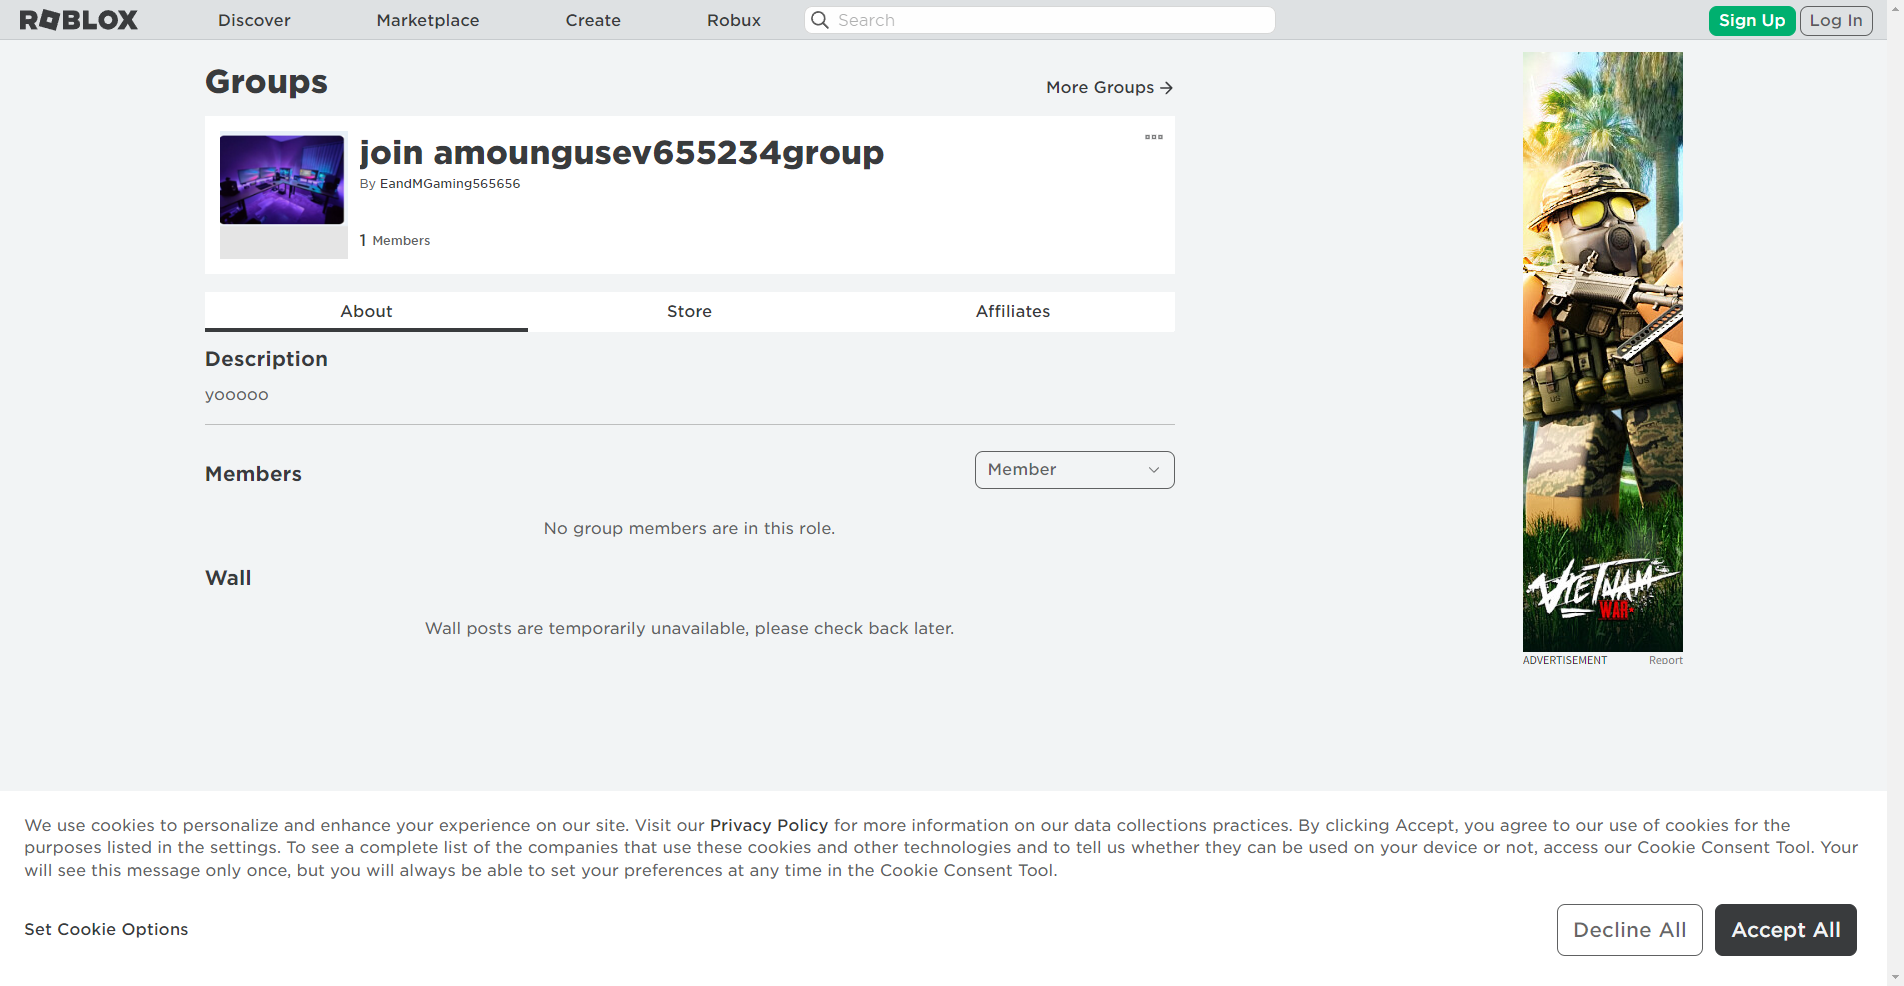 ROBLOX
Discover
Marketplace
Create
Robux
Search
Sign Up
Log In
Groups
More Groups →
join amoungusev655234group
By EandMGaming565656
1 Members
About
Store
Affiliates
Description
yooooo
Members
Member
No group members are in this role.
Wall
Wall posts are temporarily unavailable, please check back later.
US
US
VIETNAM
WAR
ADVERTISEMENT
Report
We use cookies to personalize and enhance your experience on our site. Visit our Privacy Policy for more information on our data collections practices. By clicking Accept, you agree to our use of cookies for the
purposes listed in the settings. To see a complete list of the companies that use these cookies and other technologies and to tell us whether they can be used on your device or not, access our Cookie Consent Tool. Your
will see this message only once, but you will always be able to set your preferences at any time in the Cookie Consent Tool.
Set Cookie Options
Decline All
Accept All